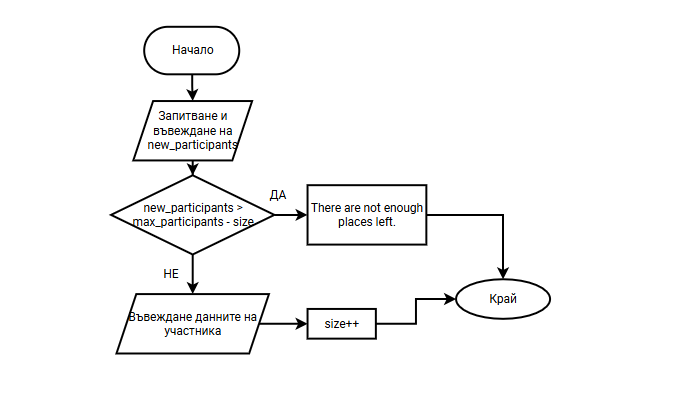 Начало
Запитване и
въвеждане на
new_participants
new_participants >
max_participants - size
ДА
There are not enough
places left.
НЕ
Въвеждане данните на
участника
size++
Край